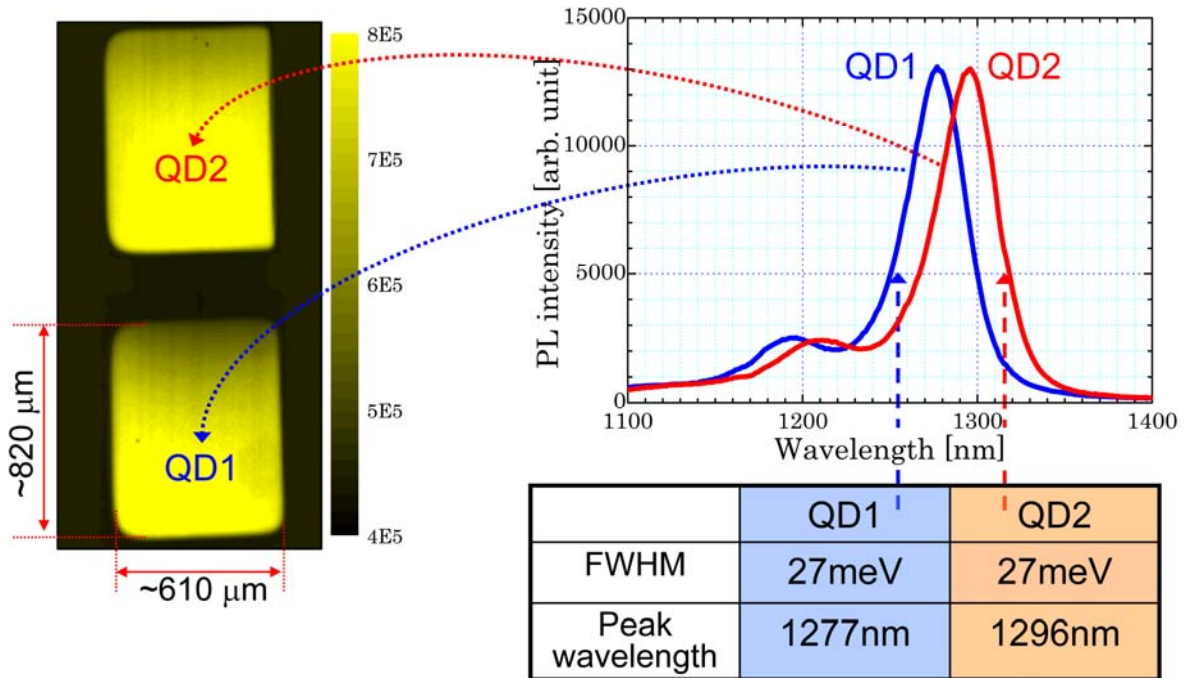 QD2
QD1
~820 μm
~610 μm
8E5
7E5
6E5
5E5
4E5
PL intensity [arb. unit]
15000
10000
5000
0
QD1
QD2
1100
1200
1300
1400
Wavelength [nm]
QD1 QD2
FWHM 27meV 27meV
Peak
wavelength 1277nm 1296nm